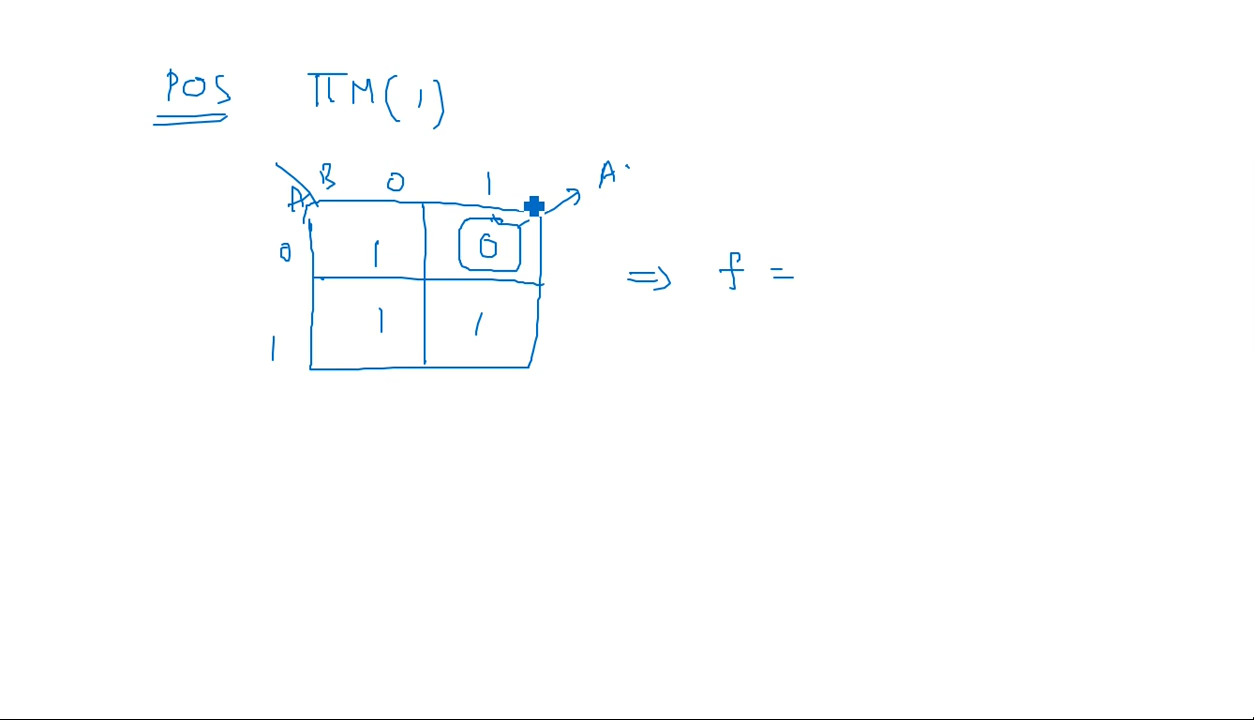 POS ΠM(1)
A B 0 1 A.
0 1 0
⇒ f =
1 1 1